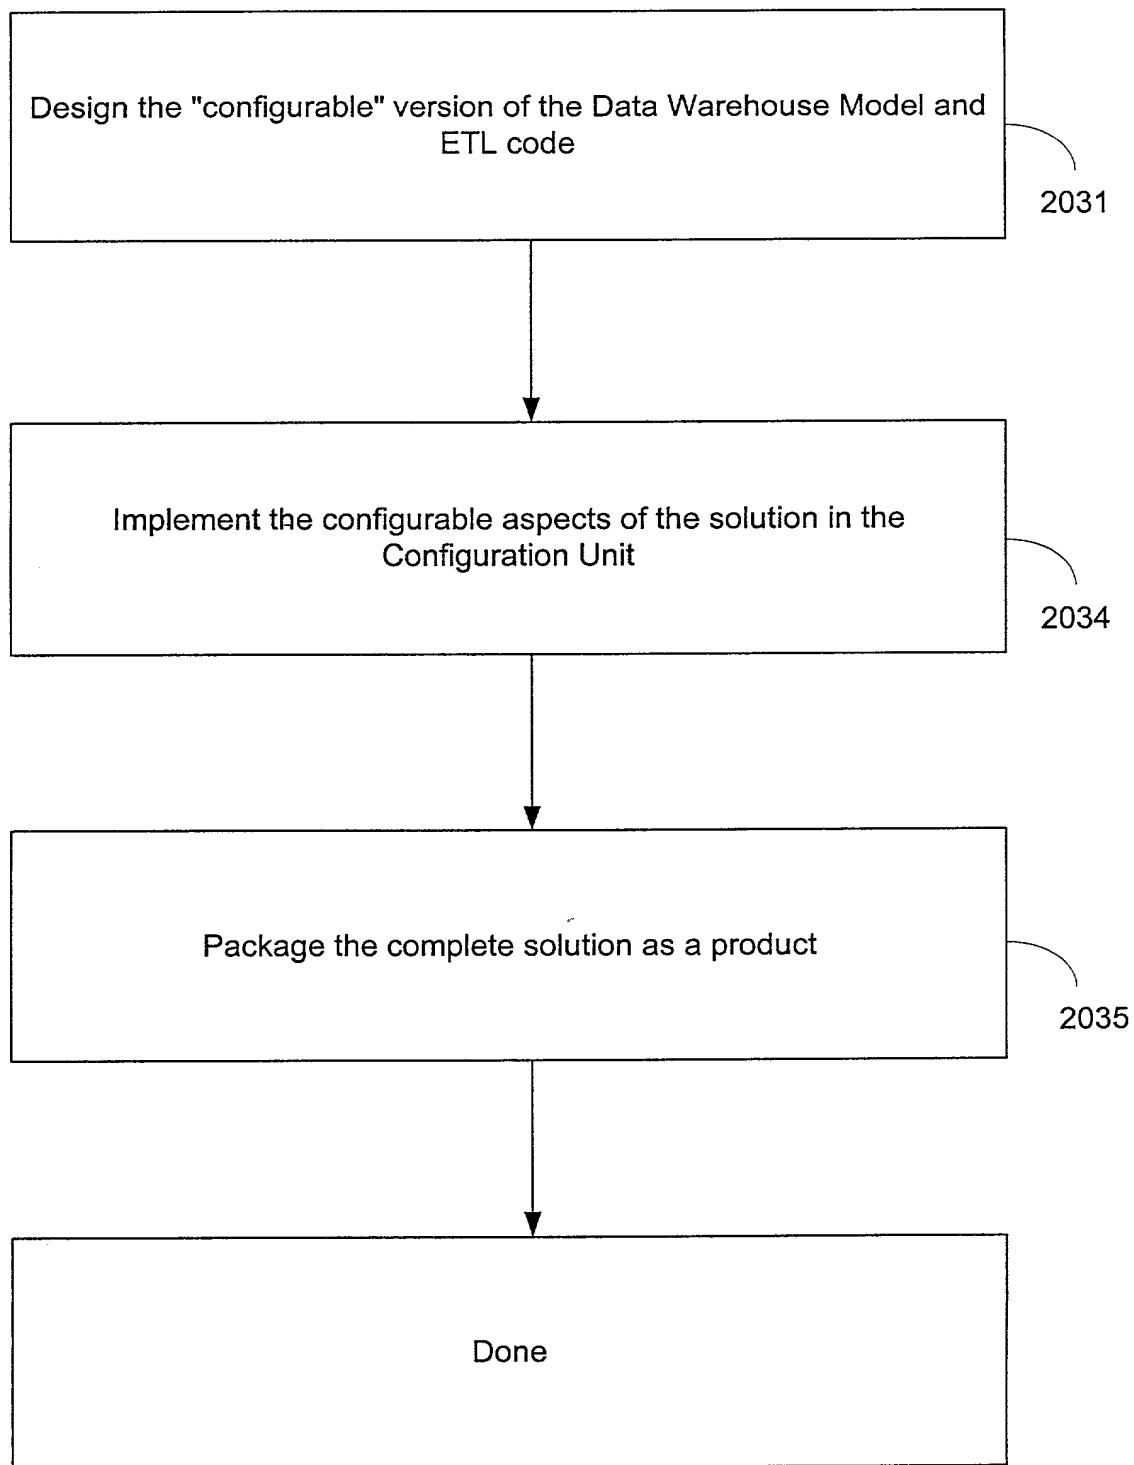 Design the "configurable" version of the Data Warehouse Model and
ETL code
2031
Implement the configurable aspects of the solution in the
Configuration Unit
2034
Package the complete solution as a product
2035
Done